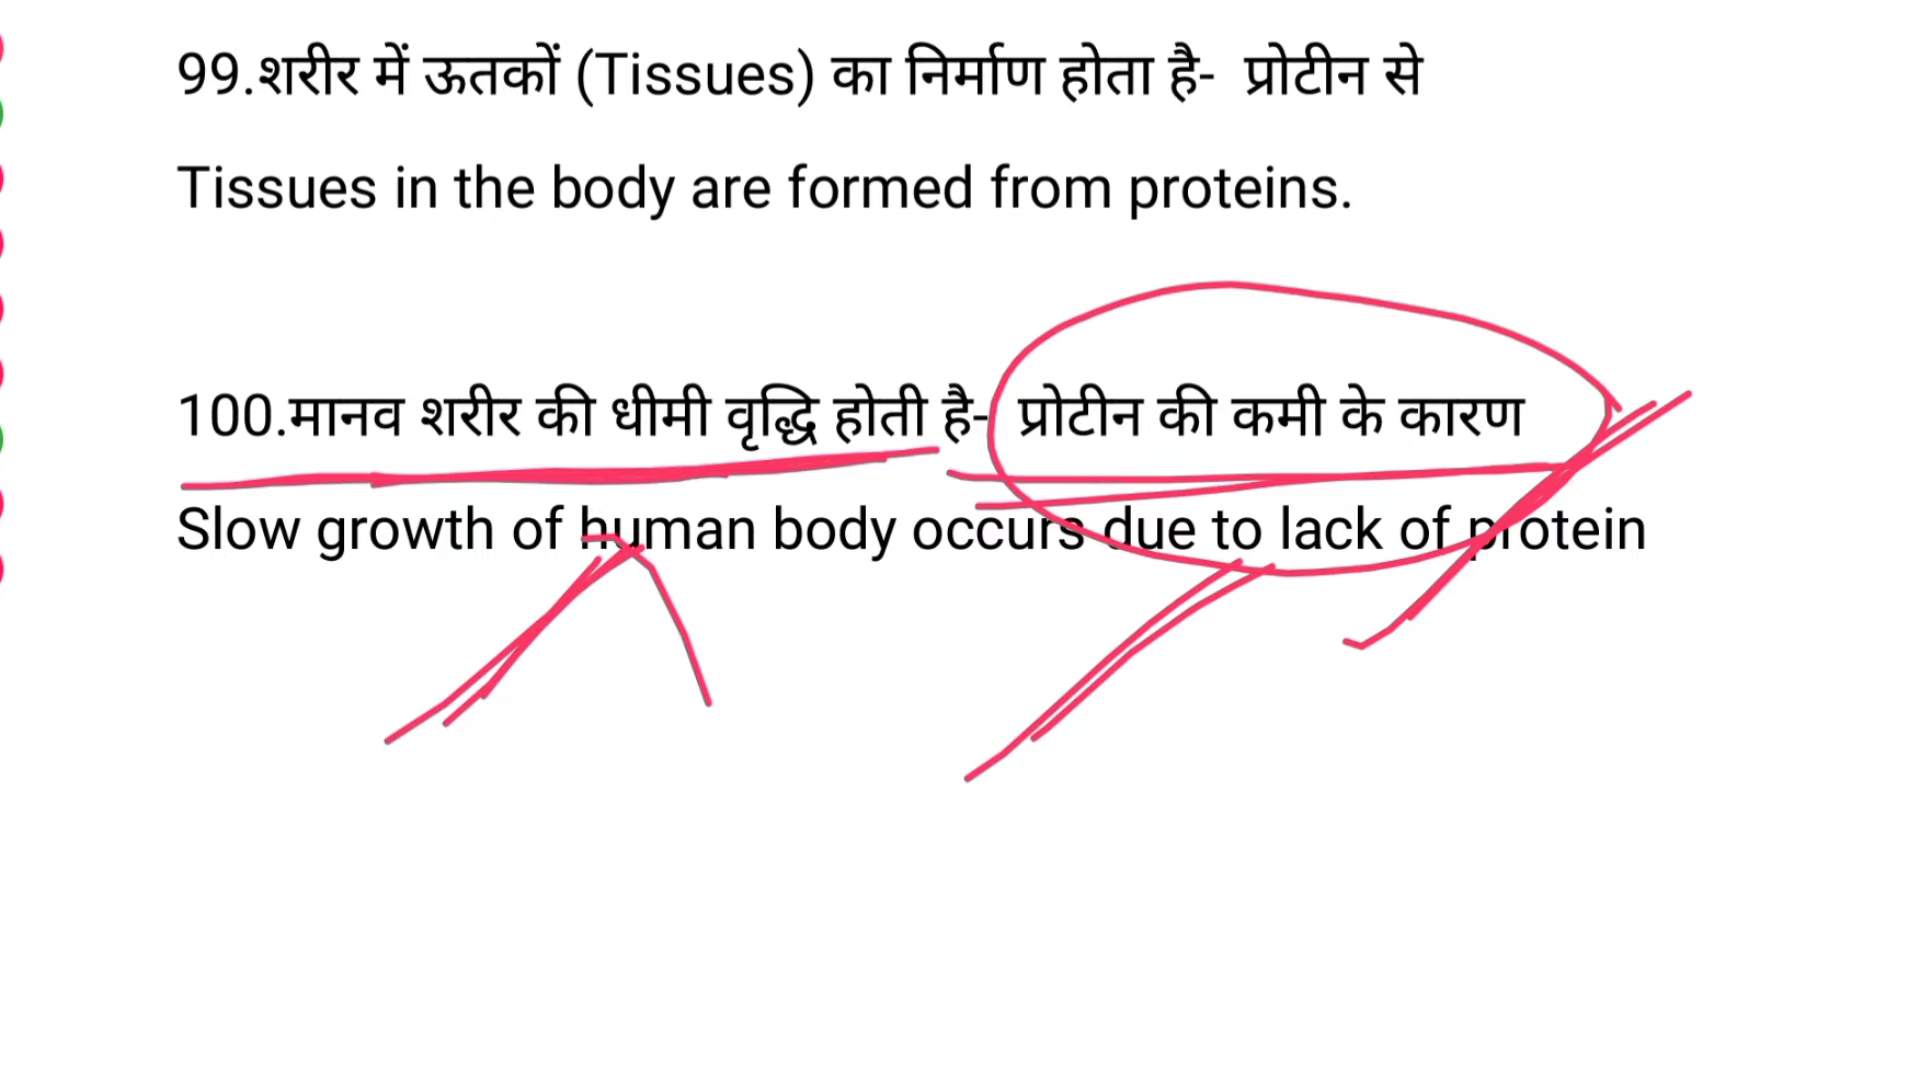 99.शरीर में ऊतकों (Tissues) का निर्माण होता है- प्रोटीन से
Tissues in the body are formed from proteins.
100.मानव शरीर की धीमी वृद्धि होती है- प्रोटीन की कमी के कारण
Slow growth of human body occurs due to lack of protein